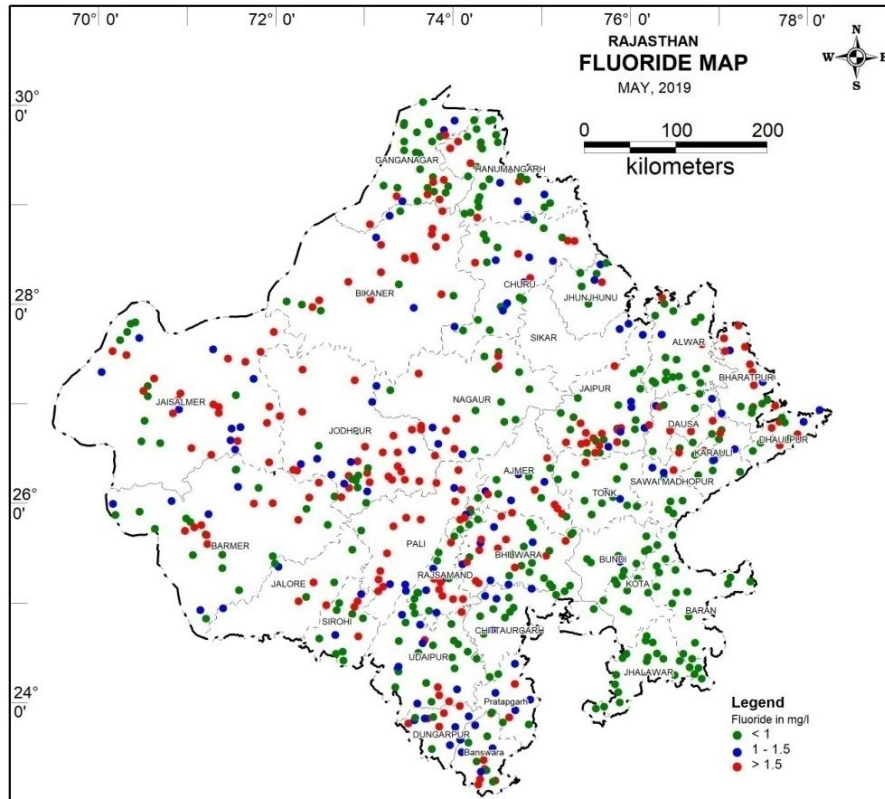 70° 0' 72° 0' 74° 0' 76° 0' 78° 0'
RAJASTHAN
FLUORIDE MAP
MAY, 2019
N
W E
S
0 100 200
kilometers
30°
0'
GANGANAGAR
HANUMANGARH
28°
0'
BIKANER
CHURU
JHUNJHUNU
SIKAR
ALWAR
BHARATPUR
JAISALMER
NAGAUR
JAIPUR
JODHPUR
DAUSA
DHAULPUR
KARAULI
AJMER
SAWAI MADHOPUR
26°
0'
TONK
BARMER
PALI
BHILWARA
BUNDI
JALORE
RAJSAMAND
KOTA
SIROHI
BARAN
CHITTAURGARH
UDAIPUR
JHALAWAR
24°
0'
Pratapgarh
DUNGARPUR
Banswara
Legend
Fluoride in mg/l
< 1
1 - 1.5
> 1.5